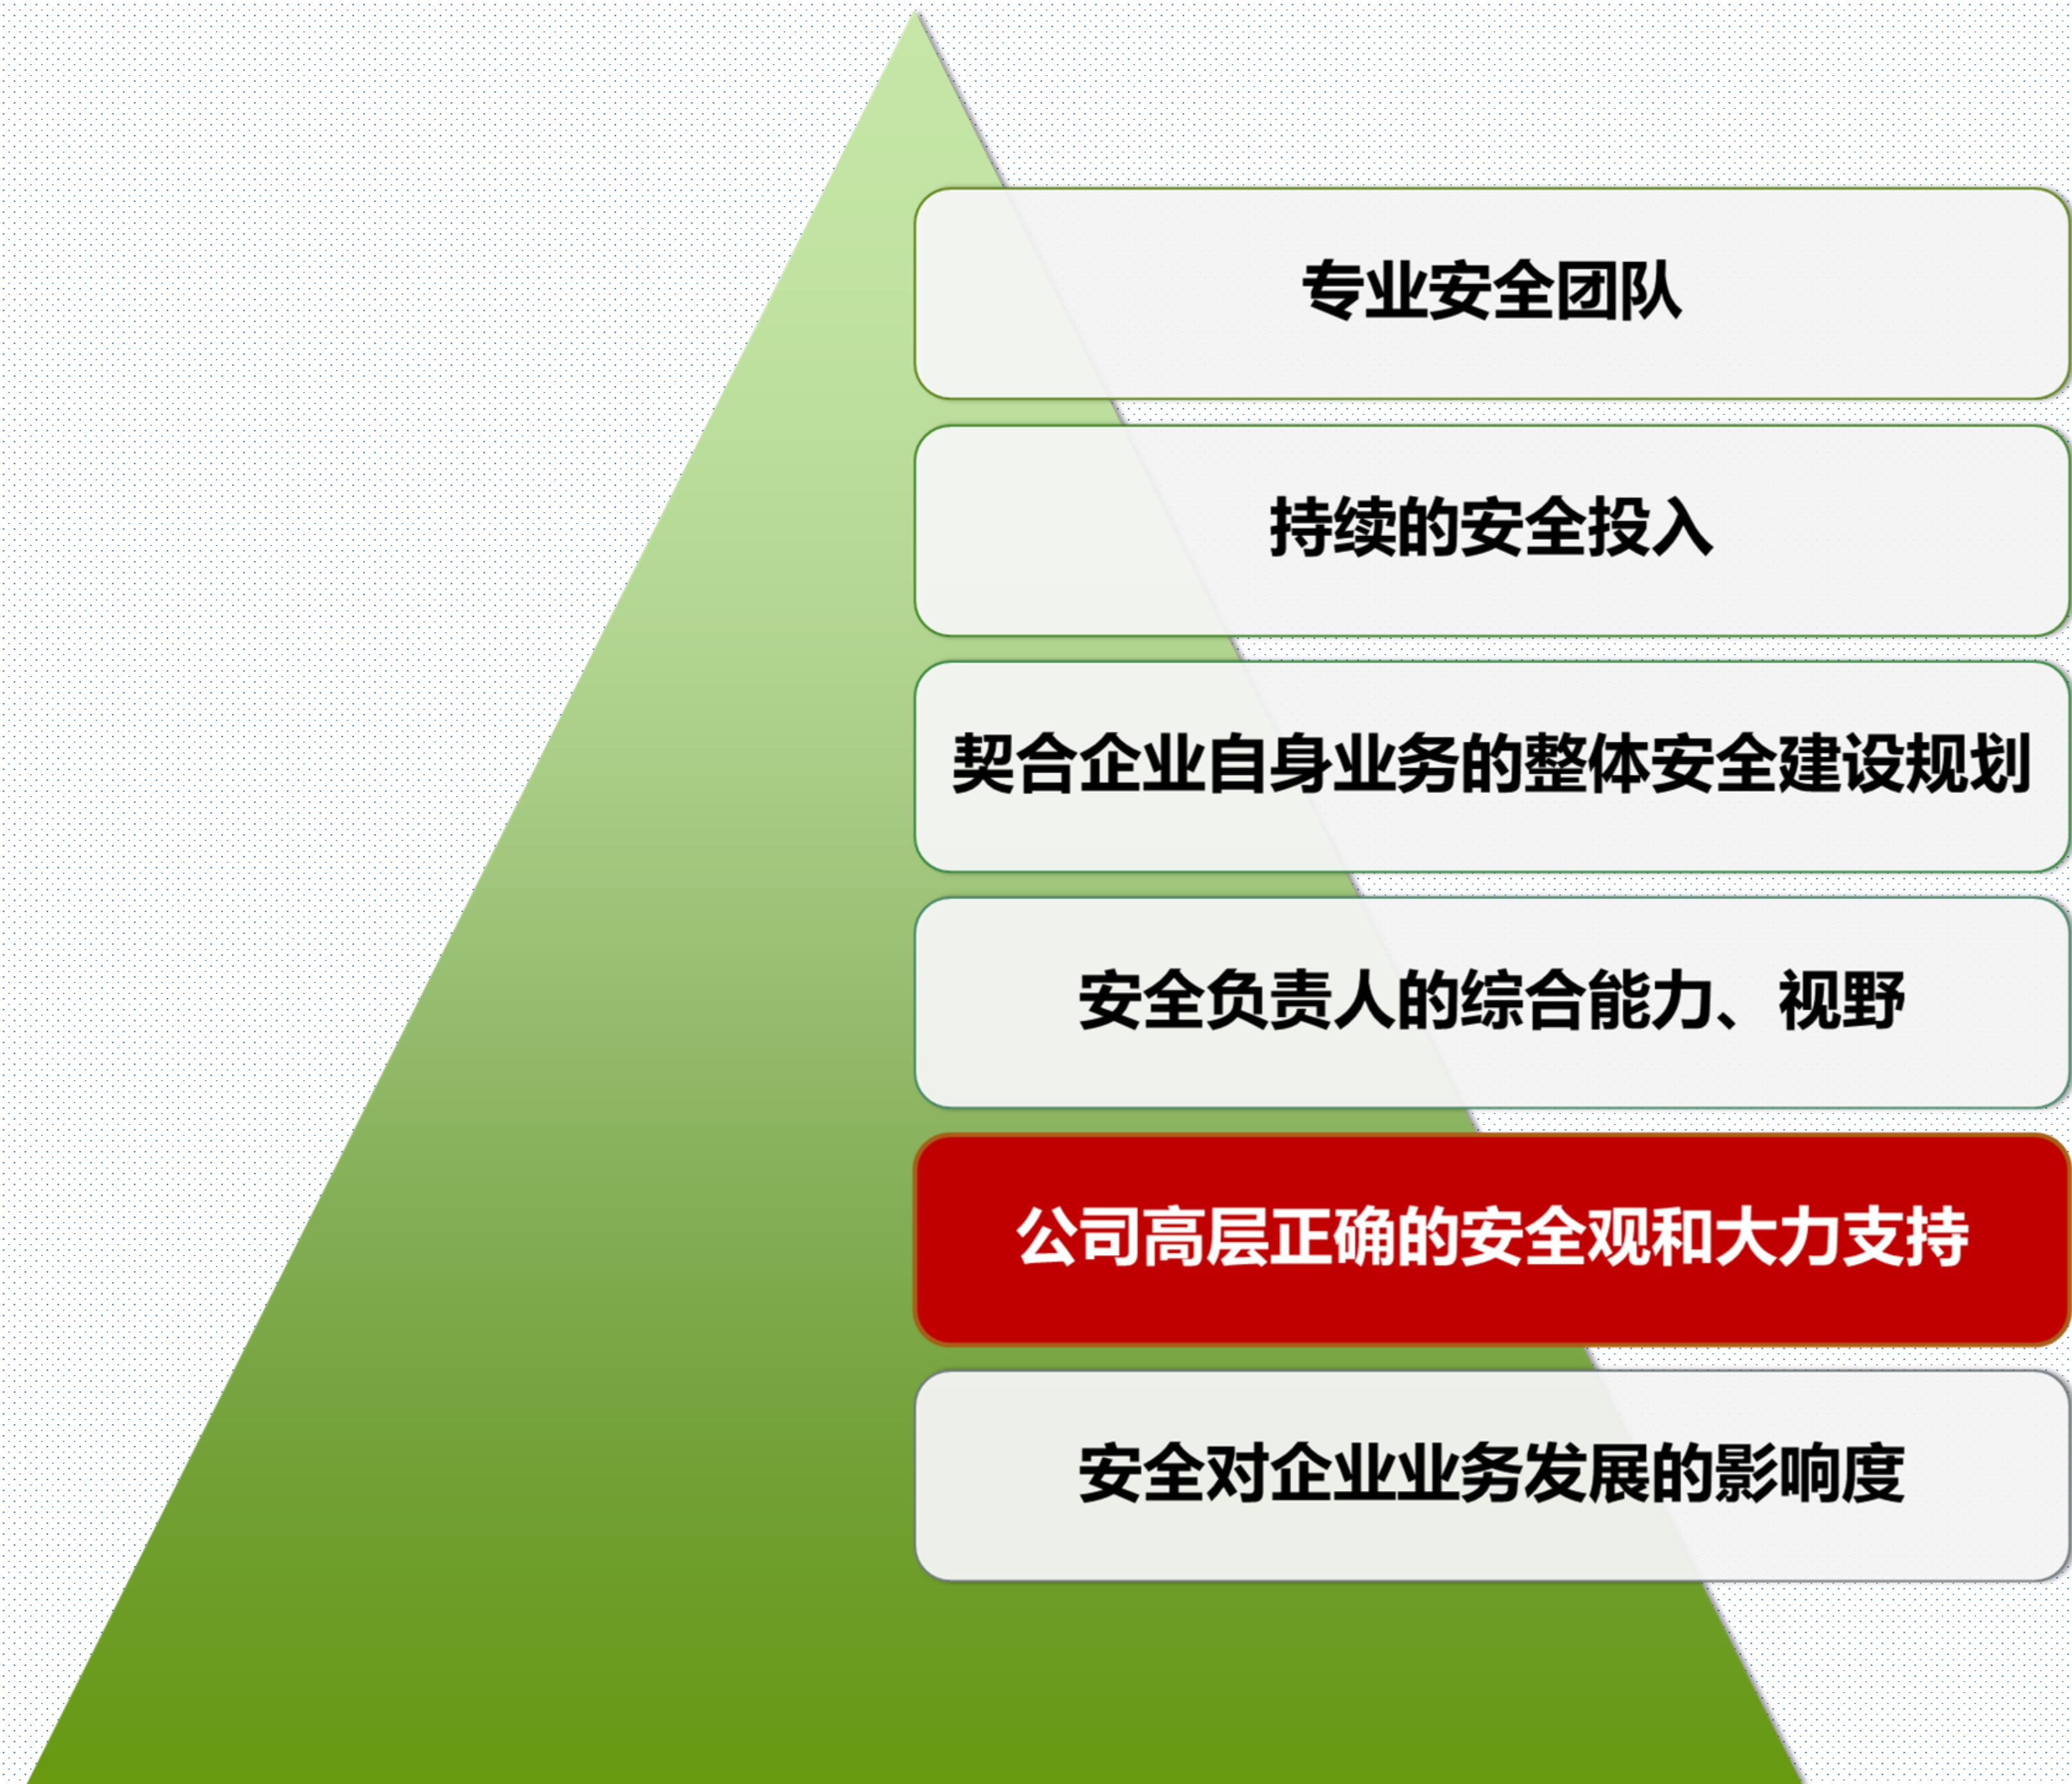 专业安全团队
持续的安全投入
契合企业自身业务的整体安全建设规划
安全负责人的综合能力、视野
公司高层正确的安全观和大力支持
安全对企业业务发展的影响度